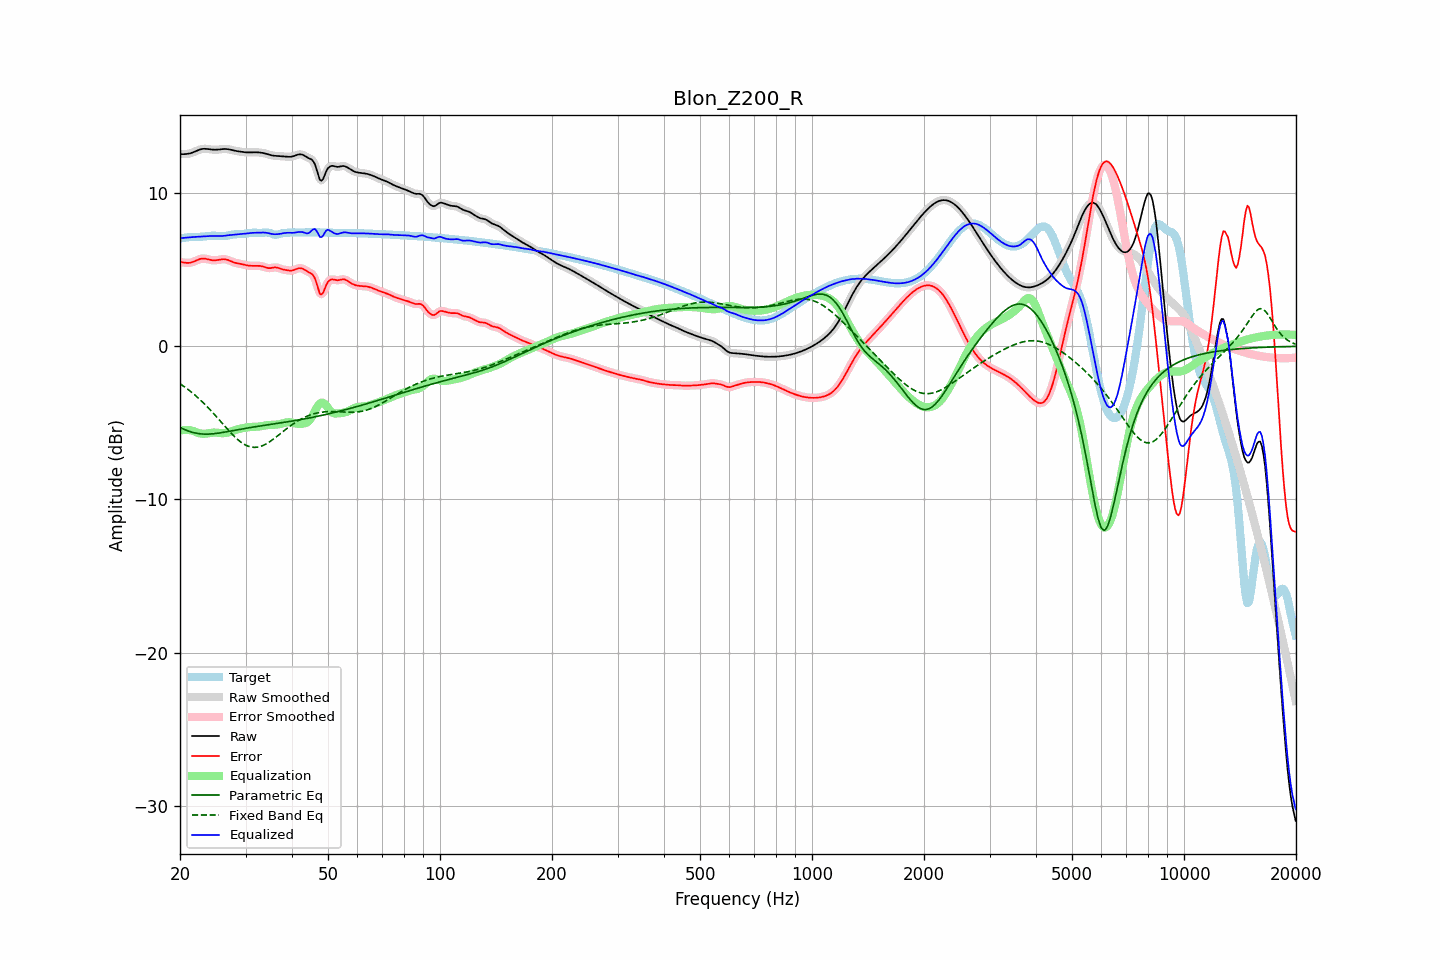 Blon_Z200_R
10
0
−10
−20
−30
Amplitude (dBr)
Target
Raw Smoothed
Error Smoothed
Raw
Error
Equalization
Parametric Eq
Fixed Band Eq
Equalized
20 50 100 200 500 1000 2000 5000 10000 20000
Frequency (Hz)